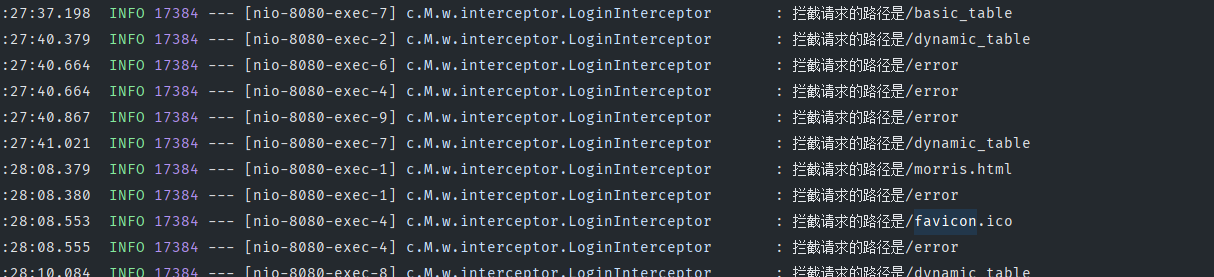 :27:37.198  INFO 17384 --- [nio-8080-exec-7] c.M.w.interceptor.LoginInterceptor       : 拦截请求的路径是/basic_table
:27:40.379  INFO 17384 --- [nio-8080-exec-2] c.M.w.interceptor.LoginInterceptor       : 拦截请求的路径是/dynamic_table
:27:40.664  INFO 17384 --- [nio-8080-exec-6] c.M.w.interceptor.LoginInterceptor       : 拦截请求的路径是/error
:27:40.664  INFO 17384 --- [nio-8080-exec-4] c.M.w.interceptor.LoginInterceptor       : 拦截请求的路径是/error
:27:40.867  INFO 17384 --- [nio-8080-exec-9] c.M.w.interceptor.LoginInterceptor       : 拦截请求的路径是/error
:27:41.021  INFO 17384 --- [nio-8080-exec-7] c.M.w.interceptor.LoginInterceptor       : 拦截请求的路径是/dynamic_table
:28:08.379  INFO 17384 --- [nio-8080-exec-1] c.M.w.interceptor.LoginInterceptor       : 拦截请求的路径是/morris.html
:28:08.380  INFO 17384 --- [nio-8080-exec-1] c.M.w.interceptor.LoginInterceptor       : 拦截请求的路径是/error
:28:08.553  INFO 17384 --- [nio-8080-exec-4] c.M.w.interceptor.LoginInterceptor       : 拦截请求的路径是/favicon.ico
:28:08.555  INFO 17384 --- [nio-8080-exec-4] c.M.w.interceptor.LoginInterceptor       : 拦截请求的路径是/error
:28:10.084  INFO 17384 --- [nio-8080-exec-8] c.M.w.interceptor.LoginInterceptor       : 拦截请求的路径是/dynamic_table